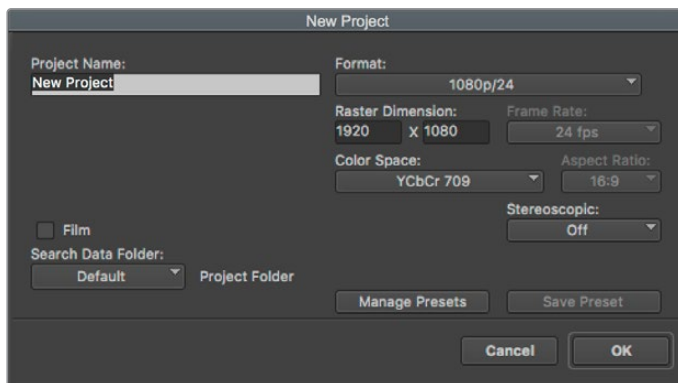 New Project
Project Name:
New Project
Format:
1080p/24
Raster Dimension:
Frame Rate:
1920 x 1080
24 fps
Color Space:
Aspect Ratio:
YCbCr 709
16:9
Stereoscopic:
Off
Film
Search Data Folder:
Default
Project Folder
Manage Presets
Save Preset
Cancel
OK